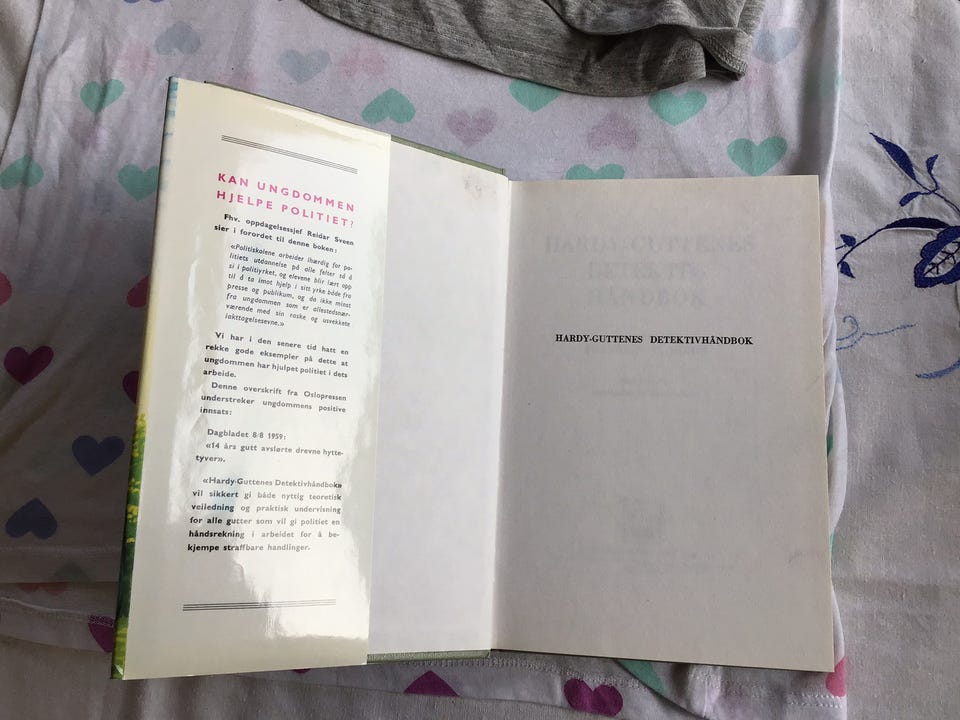 KAN UNGDOMMEN
HJELPE POLITIET?
Fhv. oppdagelsessjef Reidar Sveen
sier i forordet til denne boken:
«Politiskolene arbeider iherdig for po-
litiets utdannelse på alle felter så å
si i politiyrket, og elevene blir lært opp
til å ta imot hjelp i sitt yrke både fra
presse og publikum, og da ikke minst
fra ungdommen som er allestedsnær-
værende med sin raske og usvekkete
iakttagelsesevne.»
Vi har i den senere tid hatt en
rekke gode eksempler på dette at
ungdommen har hjulpet politiet i dets
arbeide.
Denne overskrift fra Oslopressen
understreker ungdommens positive
innsats:
Dagbladet 8/8 1959:
«14 års gutt avslørte drevne hytte-
tyver».
«Hardy-Guttenes Detektivhåndbok»
vil sikkert gi både nyttig teoretisk
veiledning og praktisk undervisning
for alle gutter som vil gi politiet en
håndsrekning i arbeidet for å be-
kjempe straffbare handlinger.
HARDY-GUTTENES DETEKTIVHÅNDBOK
HARDY-GUTTENES
DETEKTIV
HÅNDBOK